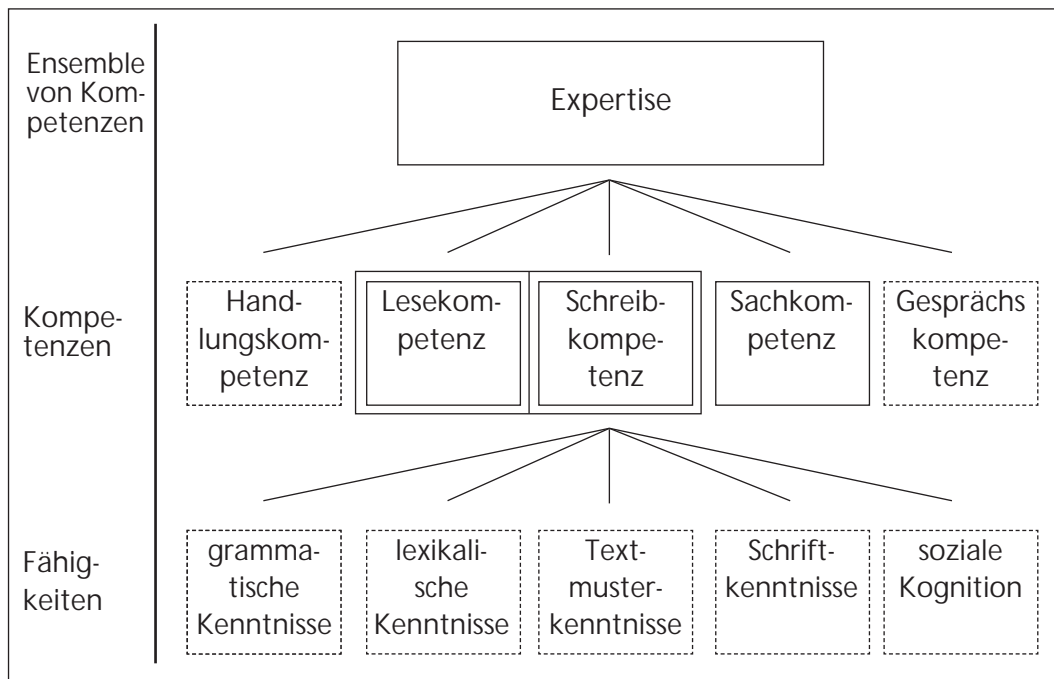 Ensemble
von Kom-
petenzen
Expertise
Kompe-
tenzen
Hand-
lungskom-
petenz
Lesekom-
petenz
Schreib-
kompe-
tenz
Sachkom-
petenz
Gesprächs
kompe-
tenz
Fähig-
keiten
gramma-
tische
Kenntnisse
lexikali-
sche
Kenntnisse
Text-
muster-
kenntnisse
Schrift-
kenntnisse
soziale
Kognition